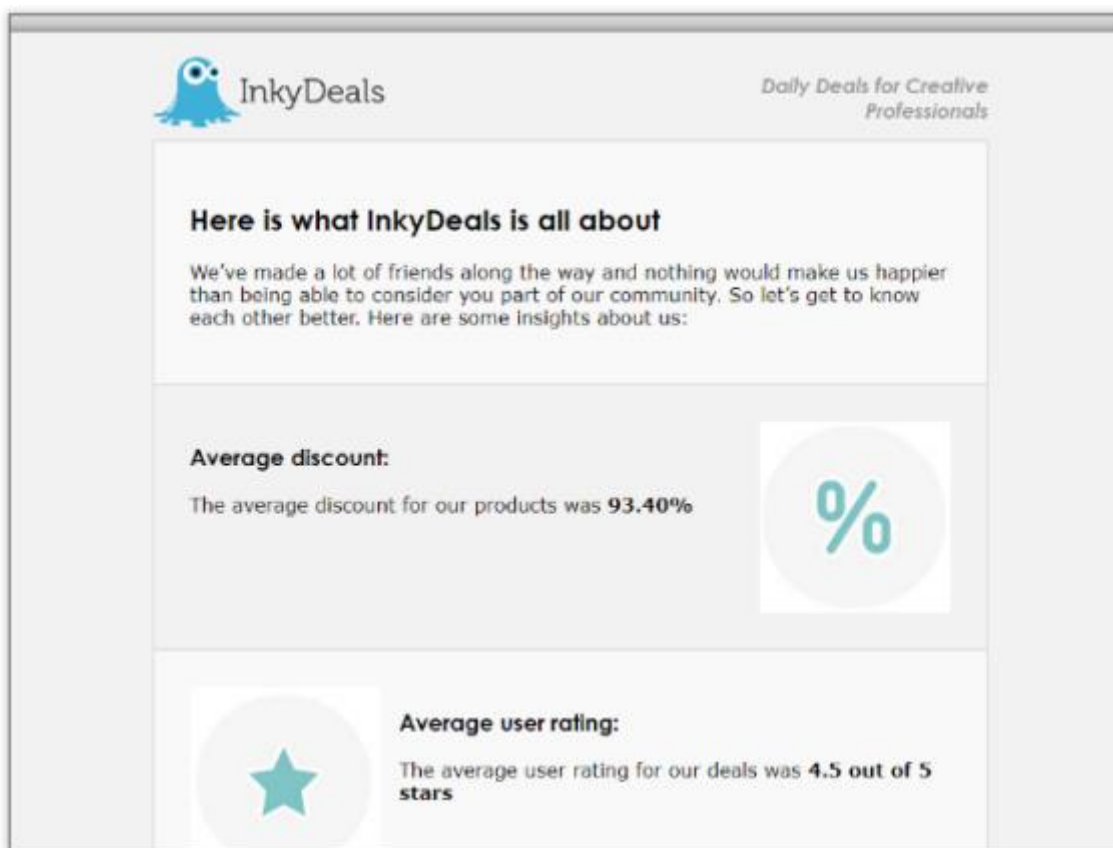 InkyDeals
Daily Deals for Creative
Professionals
Here is what InkyDeals is all about
We've made a lot of friends along the way and nothing would make us happier
than being able to consider you part of our community. So let's get to know
each other better. Here are some insights about us:
Average discount:
The average discount for our products was 93.40%
%
Average user rating:
The average user rating for our deals was 4.5 out of 5
stars